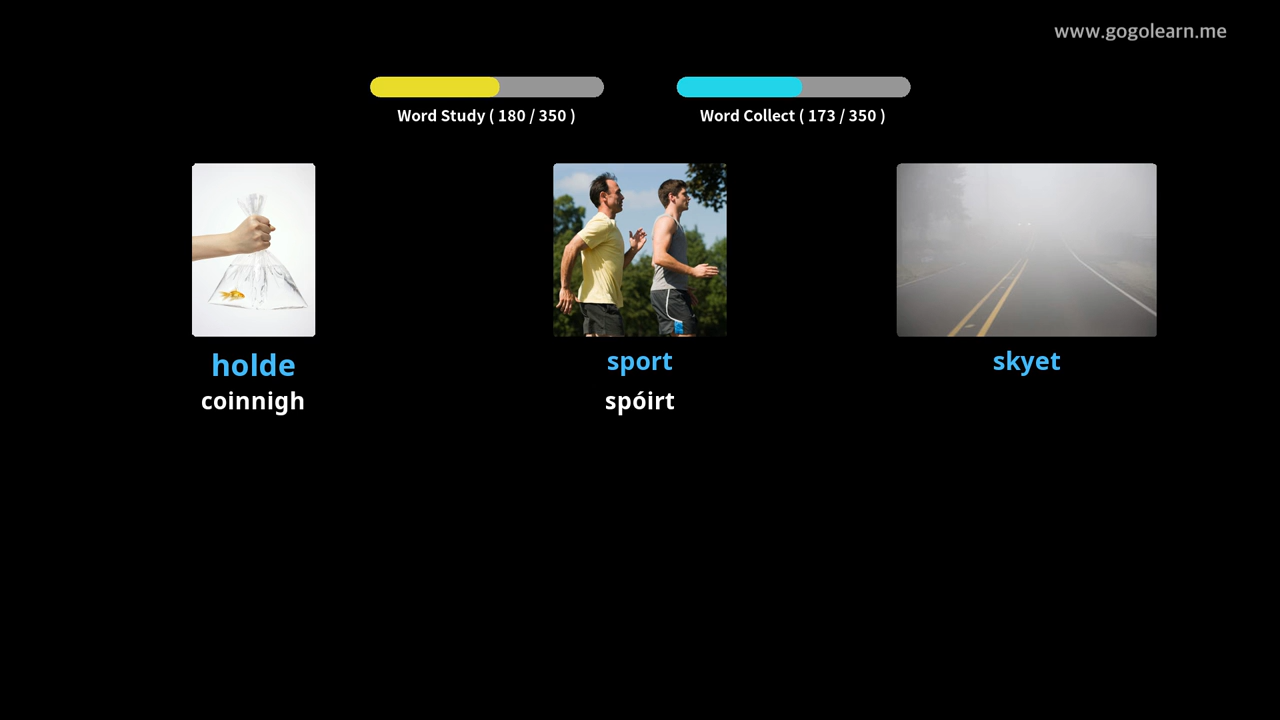 www.gogolearn.me
Word Study ( 180 / 350 )
Word Collect ( 173 / 350 )
holde
sport
skyet
coinnigh
spóirt